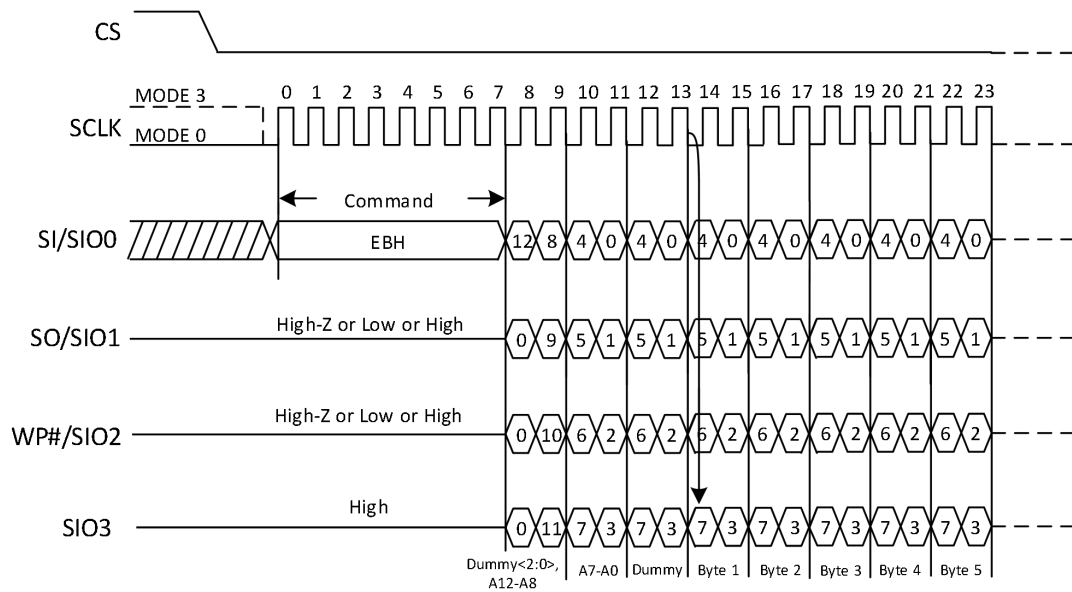 CS
0 1 2 3 4 5 6 7 8 9 10 11 12 13 14 15 16 17 18 19 20 21 22 23
MODE 3
SCLK
MODE 0
Command
SI/SIO0 EBH 12 8 4 0 4 0 4 0 4 0 4 0 4 0 4 0
High-Z or Low or High
SO/SIO1 0 9 5 1 5 1 5 1 5 1 5 1 5 1 5 1
High-Z or Low or High
WP#/SIO2 0 10 6 2 6 2 6 2 6 2 6 2 6 2 6 2
High
SIO3 0 11 7 3 7 3 7 3 7 3 7 3 7 3 7 3
Dummy<2:0>, A7-A0 Dummy Byte 1 Byte 2 Byte 3 Byte 4 Byte 5
A12-A8